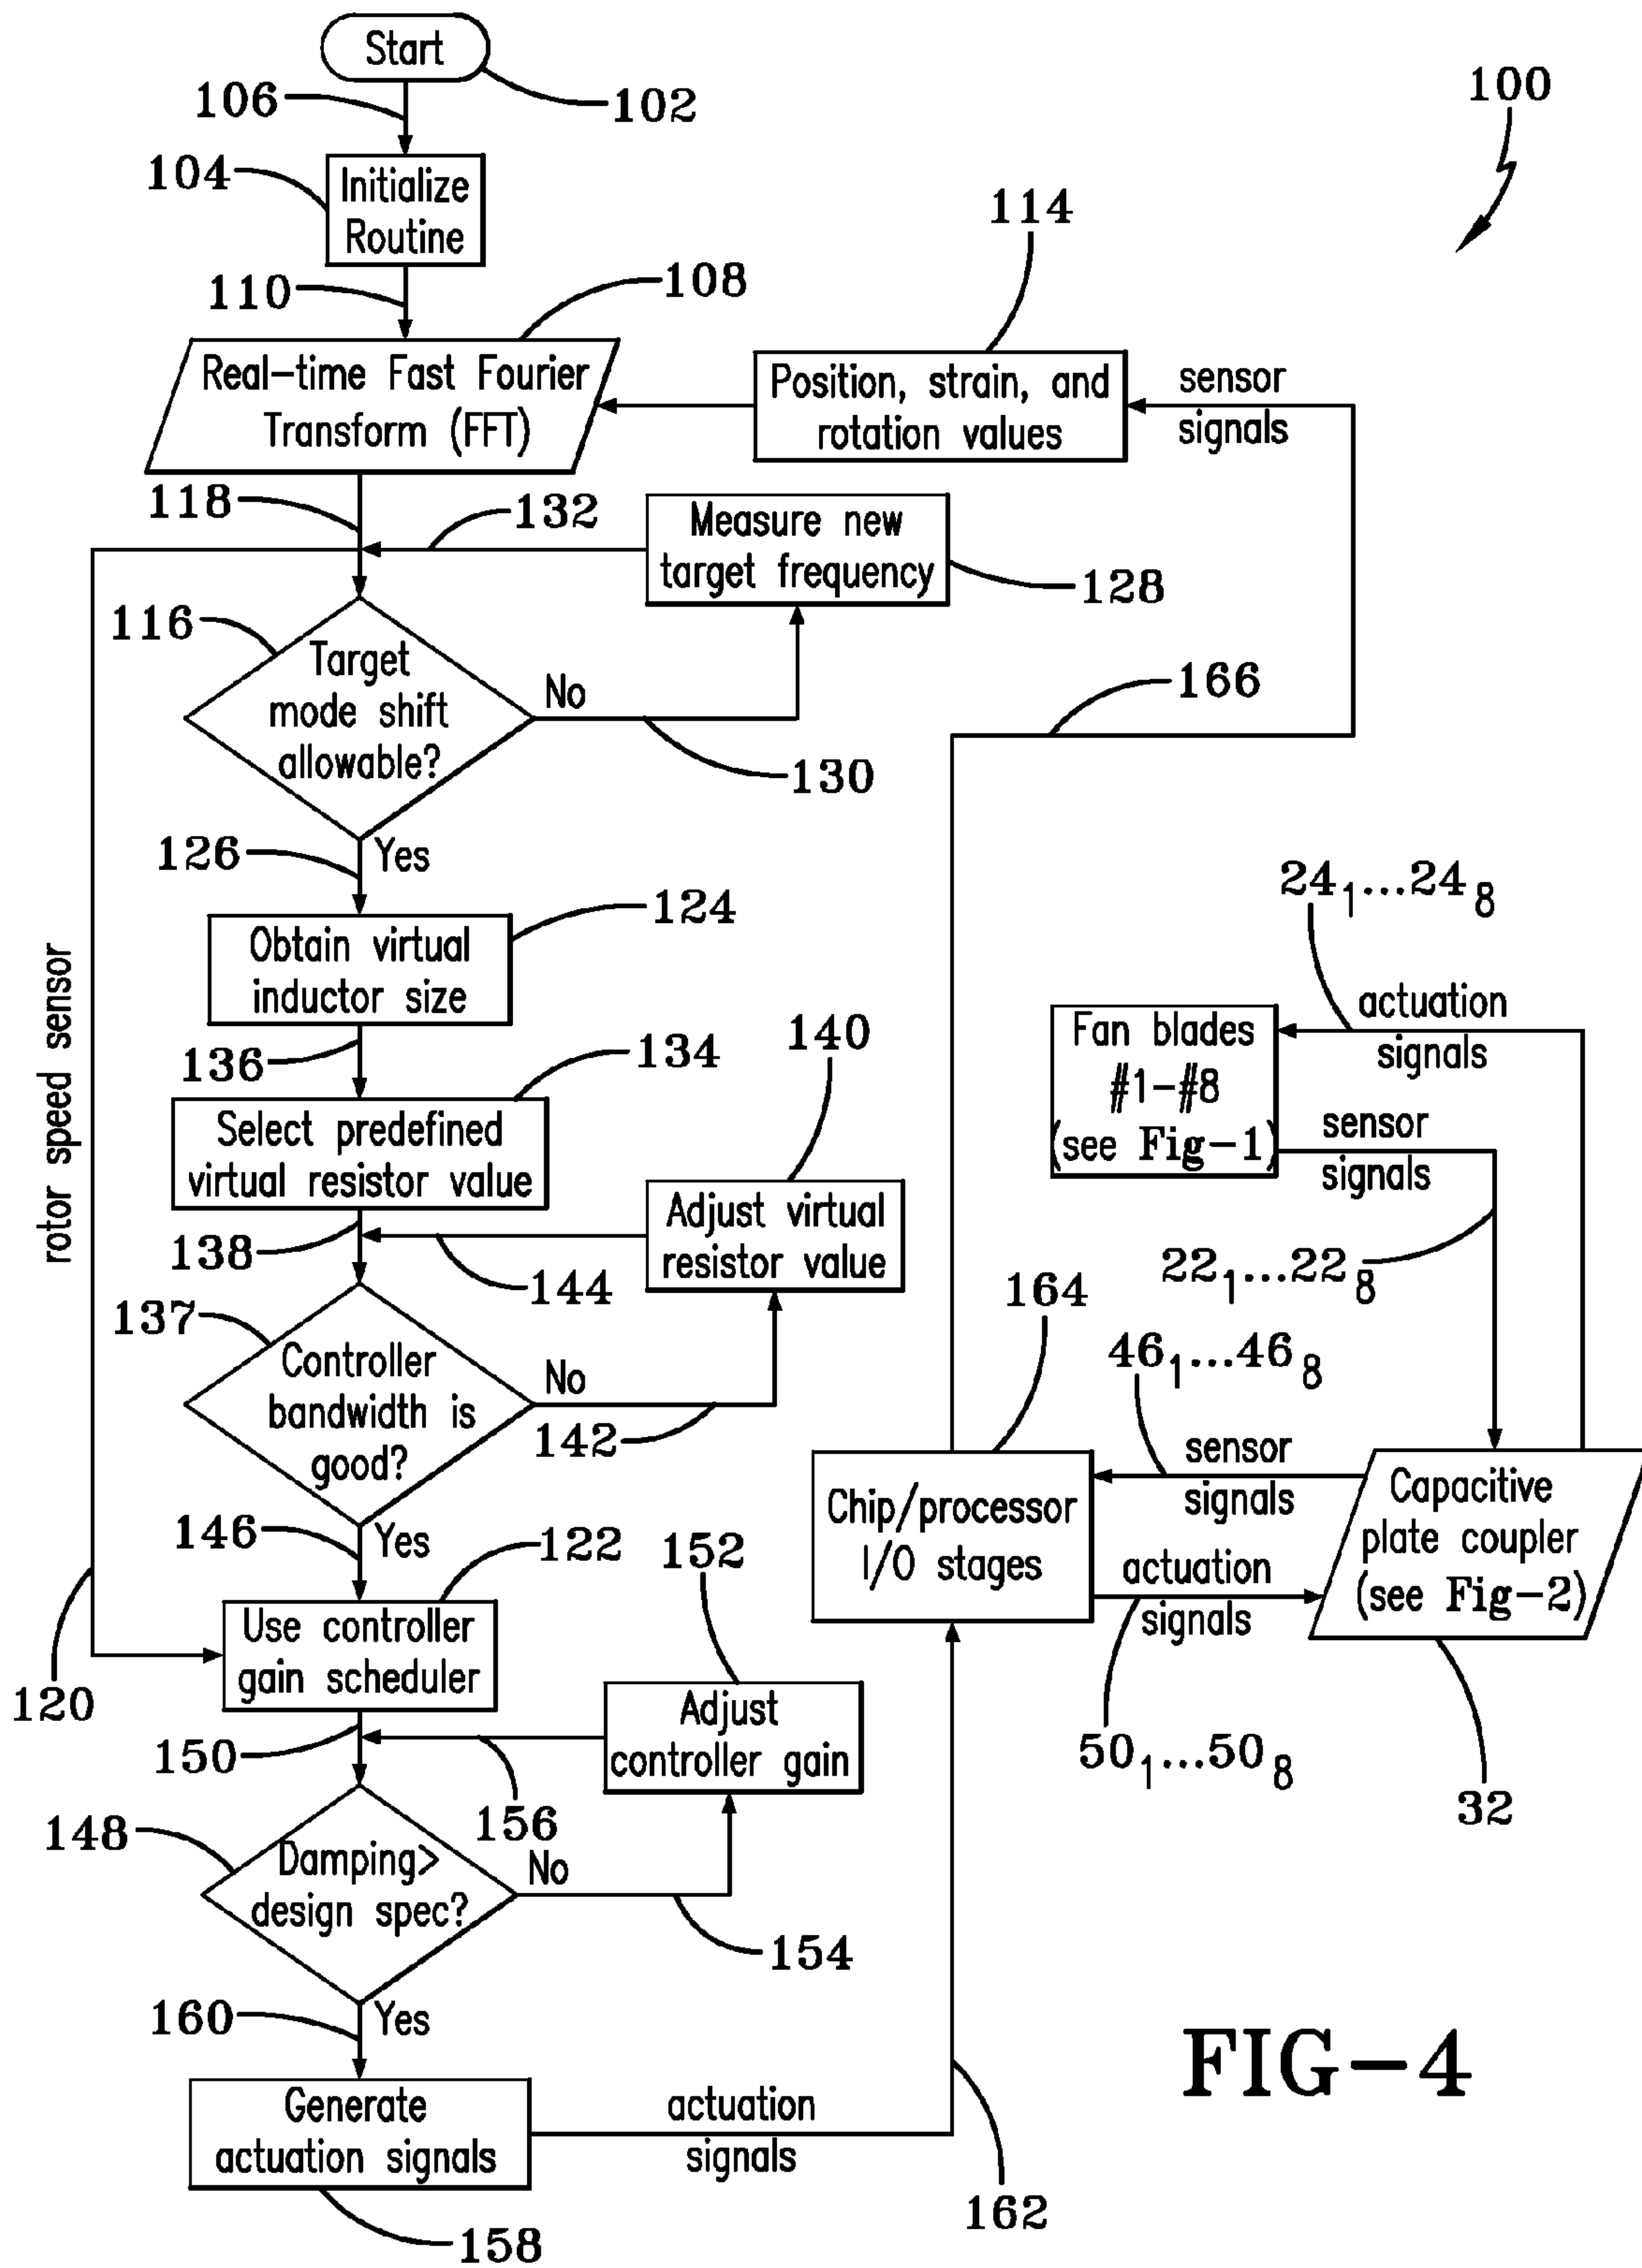 Start
106
102
100
104
Initialize
Routine
114
110
108
Real-time Fast Fourier
Transform (FFT)
Position, strain, and
rotation values
sensor
signals
118
132
Measure new
target frequency
128
116
Target
mode shift
allowable?
No
130
166
126
Yes
124
Obtain virtual
inductor size
24₁...24₈
actuation
signals
Fan blades
#1-#8
(see Fig-1)
sensor
signals
22₁...22₈
rotor speed sensor
136
134
140
Select predefined
virtual resistor value
138
Adjust virtual
resistor value
144
137
Controller
bandwidth is
good?
No
142
164
46₁...46₈
sensor
signals
Chip/processor
I/O stages
Capacitive
plate coupler
(see Fig-2)
actuation
signals
50₁...50₈
32
146
Yes
122
152
Use controller
gain scheduler
120
150
Adjust
controller gain
156
148
Damping>
design spec?
No
154
160
Yes
Generate
actuation signals
actuation
signals
158
162
FIG-4